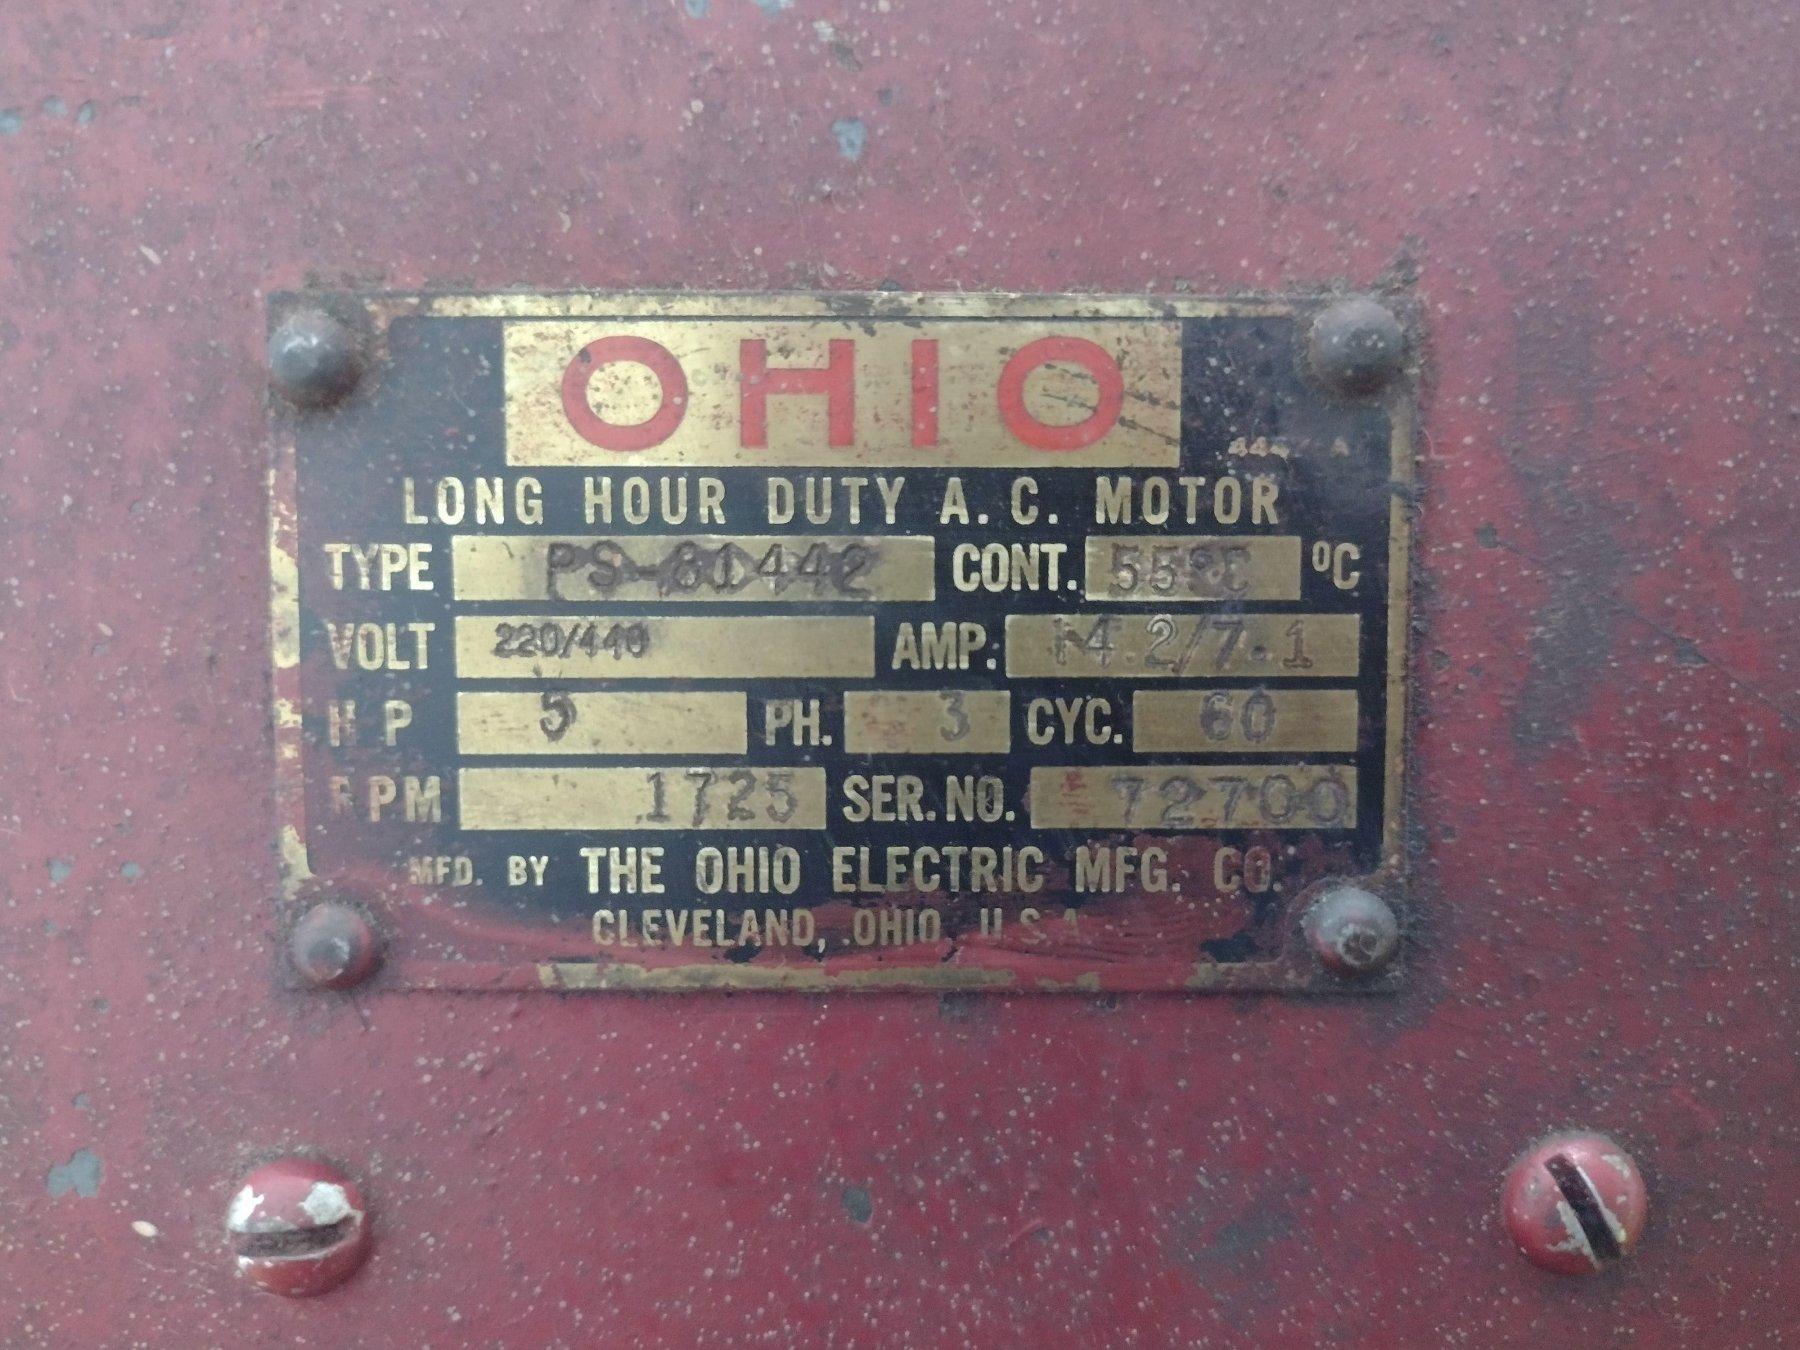 OHIO
LONG HOUR DUTY A.C. MOTOR
TYPE PS-81442 CONT. 55°C °C
VOLT 220/440 AMP. 14.2/7.1
HP 5 PH. 3 CYC. 60
RPM 1725 SER. NO. 72700
MFD. BY THE OHIO ELECTRIC MFG. CO.
CLEVELAND, OHIO, U.S.A.